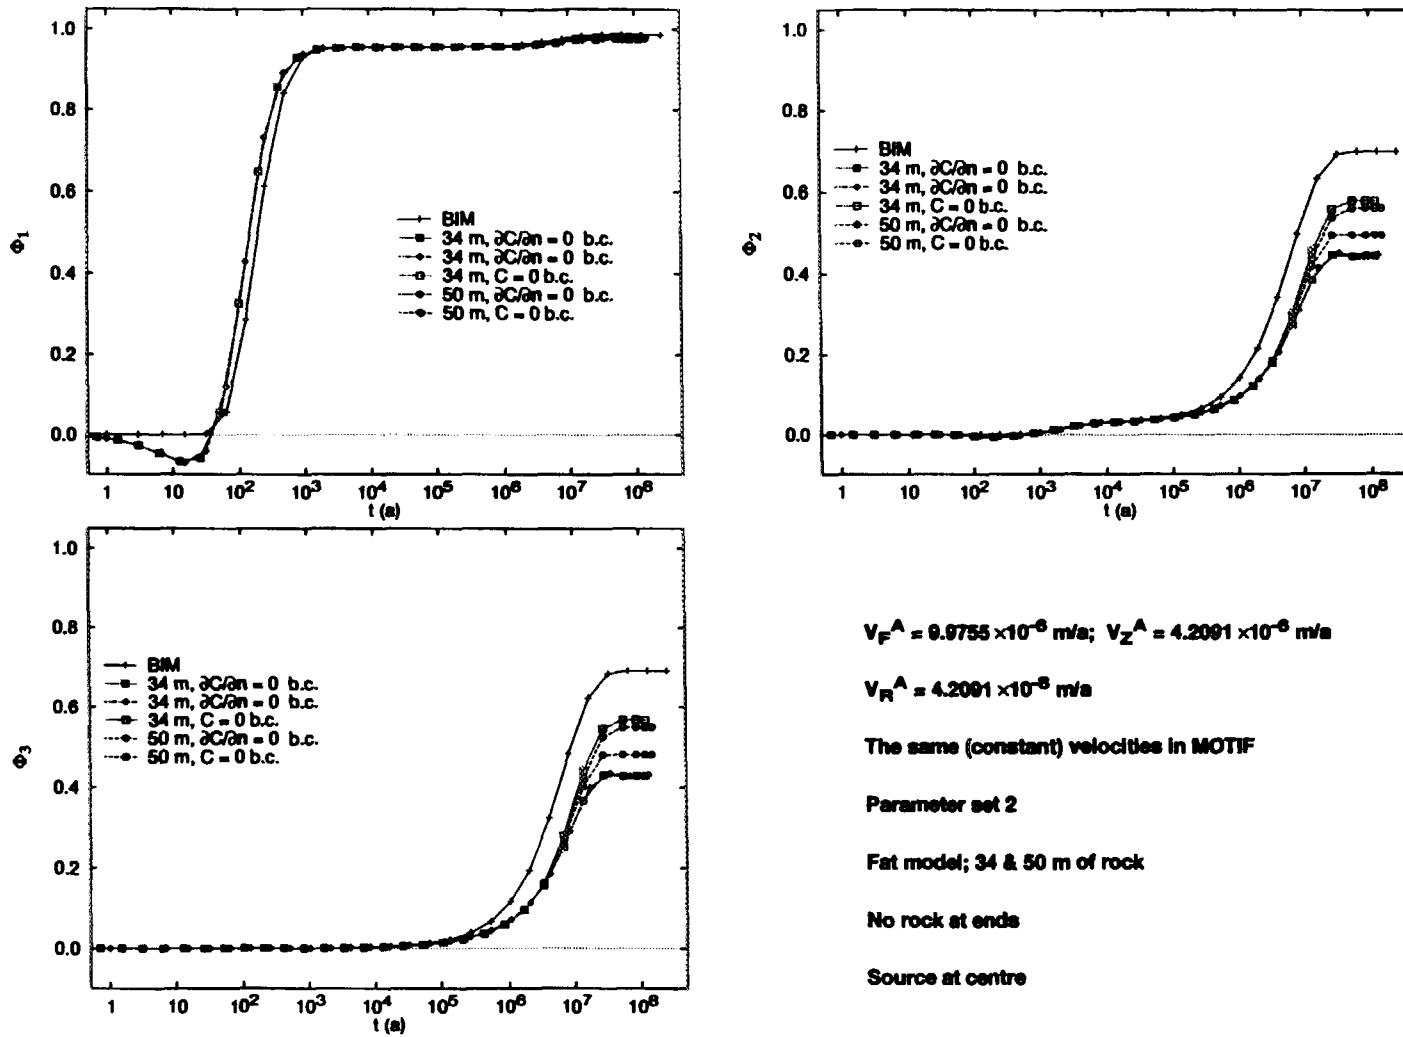 1.0
0.8
0.6
0.4
0.2
0.0
Φ1
BIM
34 m, ∂C/∂n = 0 b.c.
34 m, ∂C/∂n = 0 b.c.
34 m, C = 0 b.c.
50 m, ∂C/∂n = 0 b.c.
50 m, C = 0 b.c.
1 10 10² 10³ 10⁴ 10⁵ 10⁶ 10⁷ 10⁸
t (a)
1.0
0.8
0.6
0.4
0.2
0.0
Φ2
BIM
34 m, ∂C/∂n = 0 b.c.
34 m, ∂C/∂n = 0 b.c.
34 m, C = 0 b.c.
50 m, ∂C/∂n = 0 b.c.
50 m, C = 0 b.c.
1 10 10² 10³ 10⁴ 10⁵ 10⁶ 10⁷ 10⁸
t (a)
1.0
0.8
0.6
0.4
0.2
0.0
Φ3
BIM
34 m, ∂C/∂n = 0 b.c.
34 m, ∂C/∂n = 0 b.c.
34 m, C = 0 b.c.
50 m, ∂C/∂n = 0 b.c.
50 m, C = 0 b.c.
1 10 10² 10³ 10⁴ 10⁵ 10⁶ 10⁷ 10⁸
t (a)
V_F^A = 9.9755 ×10⁻⁶ m/a; V_Z^A = 4.2091 ×10⁻⁶ m/a
V_R^A = 4.2091 ×10⁻⁸ m/a
The same (constant) velocities in MOTIF
Parameter set 2
Fat model; 34 & 50 m of rock
No rock at ends
Source at centre